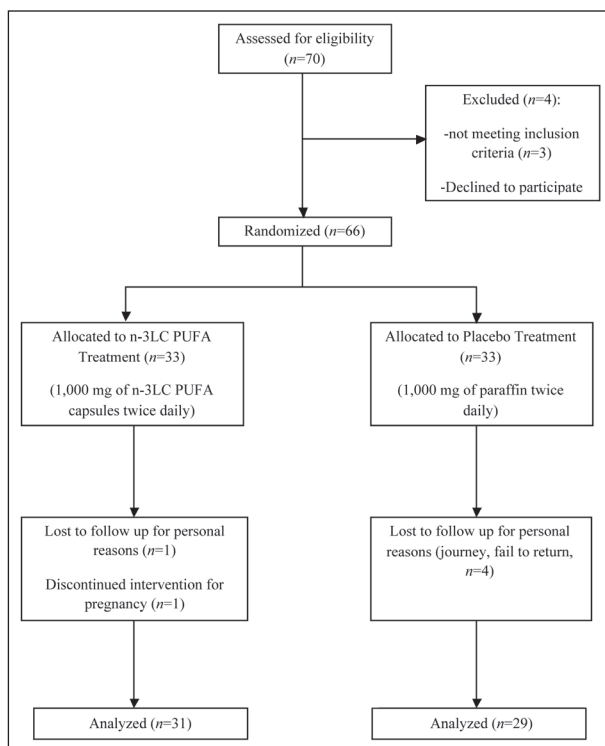 Assessed for eligibility
(n=70)
Excluded (n=4):
-not meeting inclusion
criteria (n=3)
-Declined to participate
Randomized (n=66)
Allocated to n-3LC PUFA
Treatment (n=33)
(1,000 mg of n-3LC PUFA
capsules twice daily)
Allocated to Placebo Treatment
(n=33)
(1,000 mg of paraffin twice
daily)
Lost to follow up for personal
reasons (n=1)
Discontinued intervention for
pregnancy (n=1)
Lost to follow up for personal
reasons (journey, fail to return,
n=4)
Analyzed (n=31)
Analyzed (n=29)